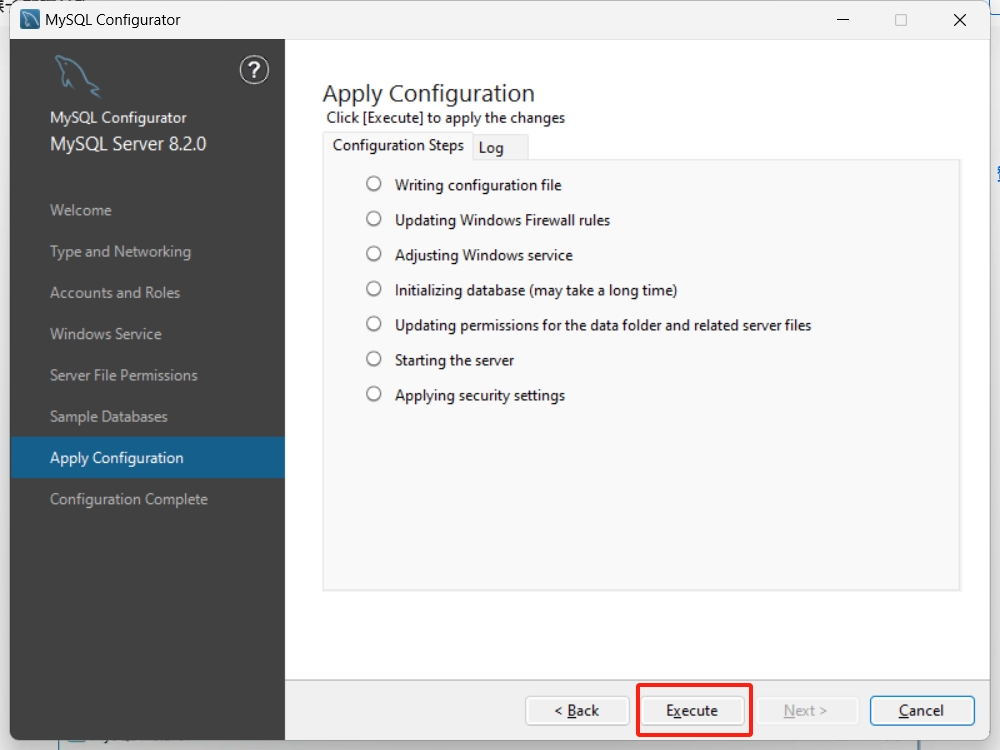 MySQL Configurator
?
MySQL Configurator
MySQL Server 8.2.0
Welcome
Type and Networking
Accounts and Roles
Windows Service
Server File Permissions
Sample Databases
Apply Configuration
Configuration Complete
Apply Configuration
Click [Execute] to apply the changes
Configuration Steps
Log
Writing configuration file
Updating Windows Firewall rules
Adjusting Windows service
Initializing database (may take a long time)
Updating permissions for the data folder and related server files
Starting the server
Applying security settings
< Back
Execute
Next >
Cancel